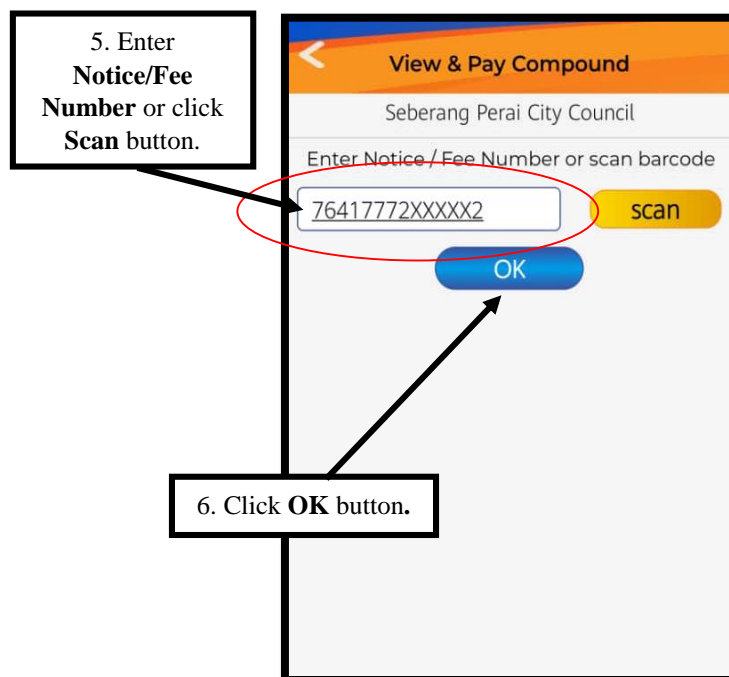 5. Enter
Notice/Fee
Number or click
Scan button.
View & Pay Compound
Seberang Perai City Council
Enter Notice / Fee Number or scan barcode
76417772XXXXX2
scan
OK
6. Click OK button.